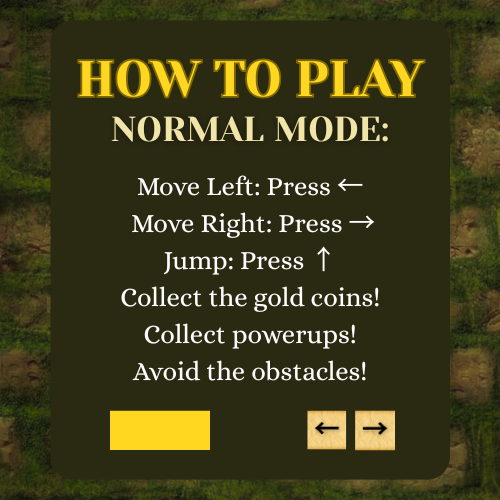 HOW TO PLAY
NORMAL MODE:
Move Left: Press ←
Move Right: Press →
Jump: Press ↑
Collect the gold coins!
Collect powerups!
Avoid the obstacles!
← →